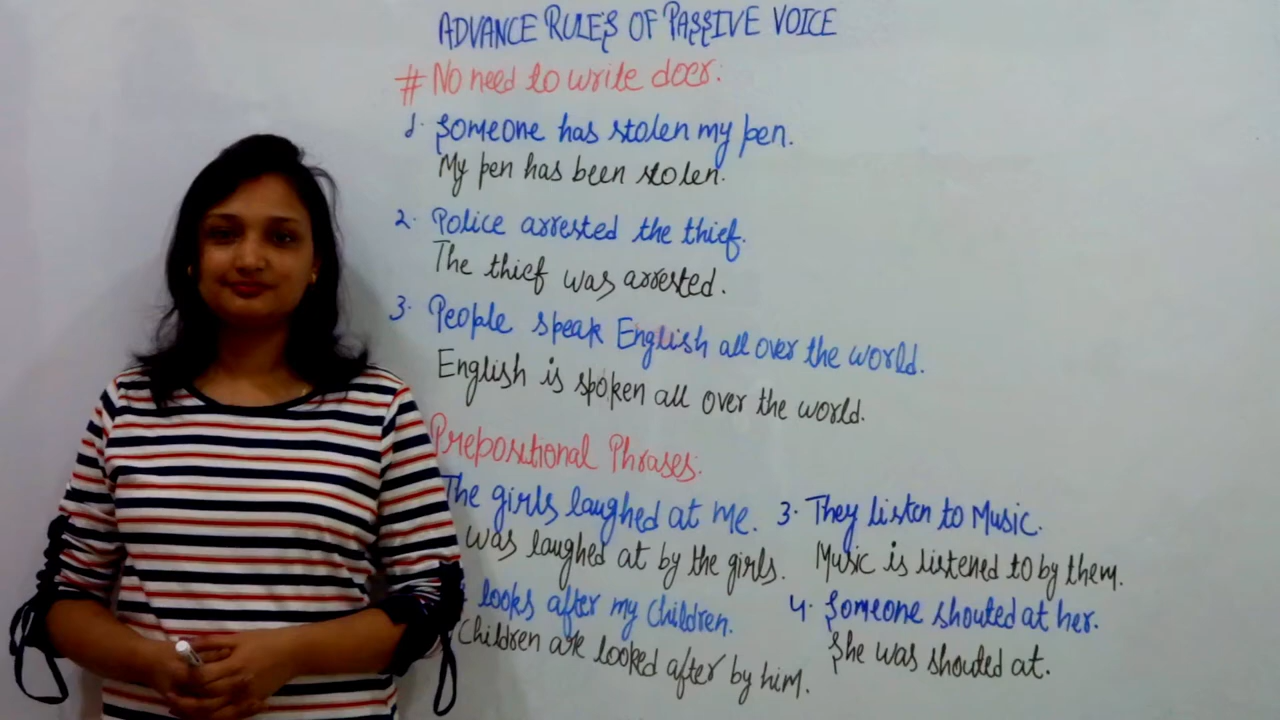 ADVANCE RULES OF PASSIVE VOICE
# No need to write doer.
1. Someone has stolen my pen.
My pen has been stolen.
2. Police arrested the thief.
The thief was arrested.
3. People speak English all over the world.
English is spoken all over the world.
Prepositional Phrases.
The girls laughed at me.
was laughed at by the girls.
looks after my children.
Children are looked after by him.
3. They listen to Music.
Music is listened to by them.
4. Someone shouted at her.
She was shouted at.